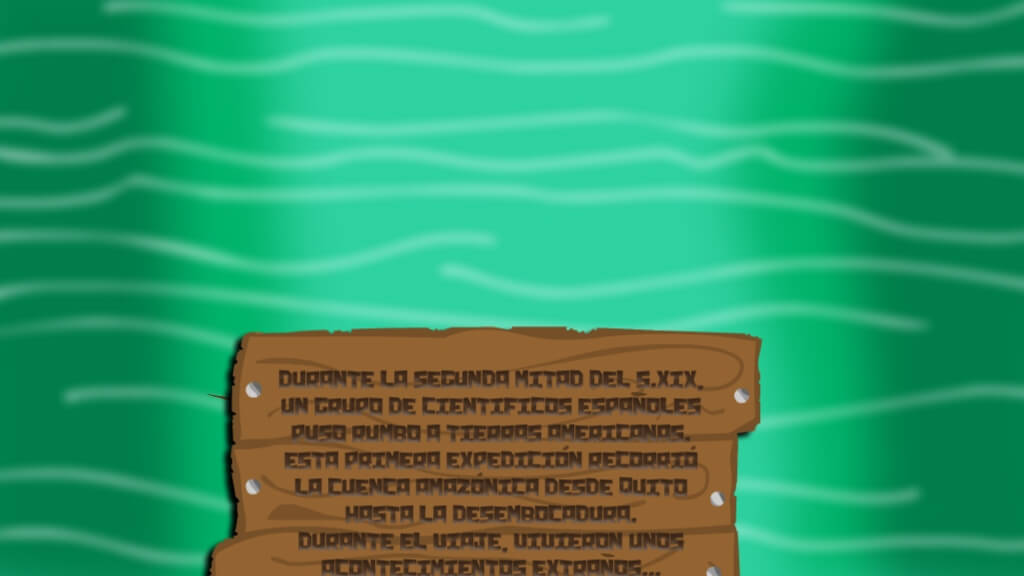 DURANTE LA SEGUNDA MITAD DEL S.XIX,
UN GRUPO DE CIENTIFICOS ESPAÑOLES
PUSO RUMBO A TIERRAS AMERICANAS.
ESTA PRIMERA EXPEDICIÓN RECORRIÓ
LA CUENCA AMAZÓNICA DESDE QUITO
HASTA LA DESEMBOCADURA.
DURANTE EL VIAJE, VIVIERON UNOS
ACONTECIMIENTOS EXTRAÑOS...